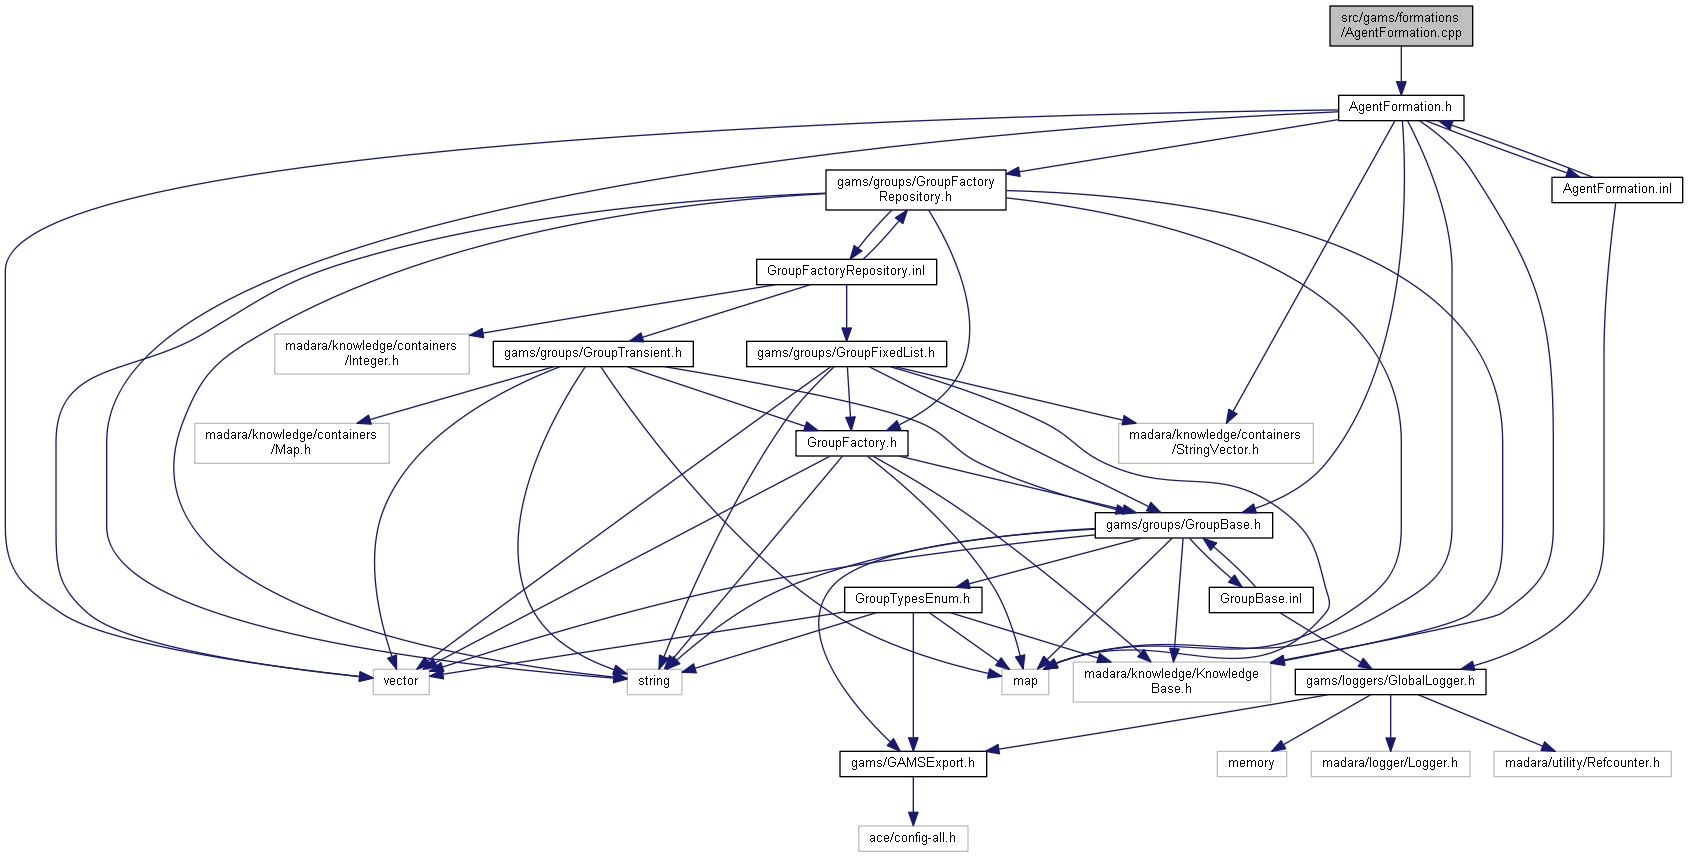 src/gams/formations
/AgentFormation.cpp
AgentFormation.h
gams/groups/GroupFactory
Repository.h
AgentFormation.inl
GroupFactoryRepository.inl
madara/knowledge/containers
/Integer.h
gams/groups/GroupTransient.h
gams/groups/GroupFixedList.h
madara/knowledge/containers
/Map.h
GroupFactory.h
madara/knowledge/containers
/StringVector.h
gams/groups/GroupBase.h
GroupTypesEnum.h
GroupBase.inl
vector
string
map
madara/knowledge/Knowledge
Base.h
gams/loggers/GlobalLogger.h
gams/GAMSExport.h
memory
madara/logger/Logger.h
madara/utility/Refcounter.h
ace/config-all.h